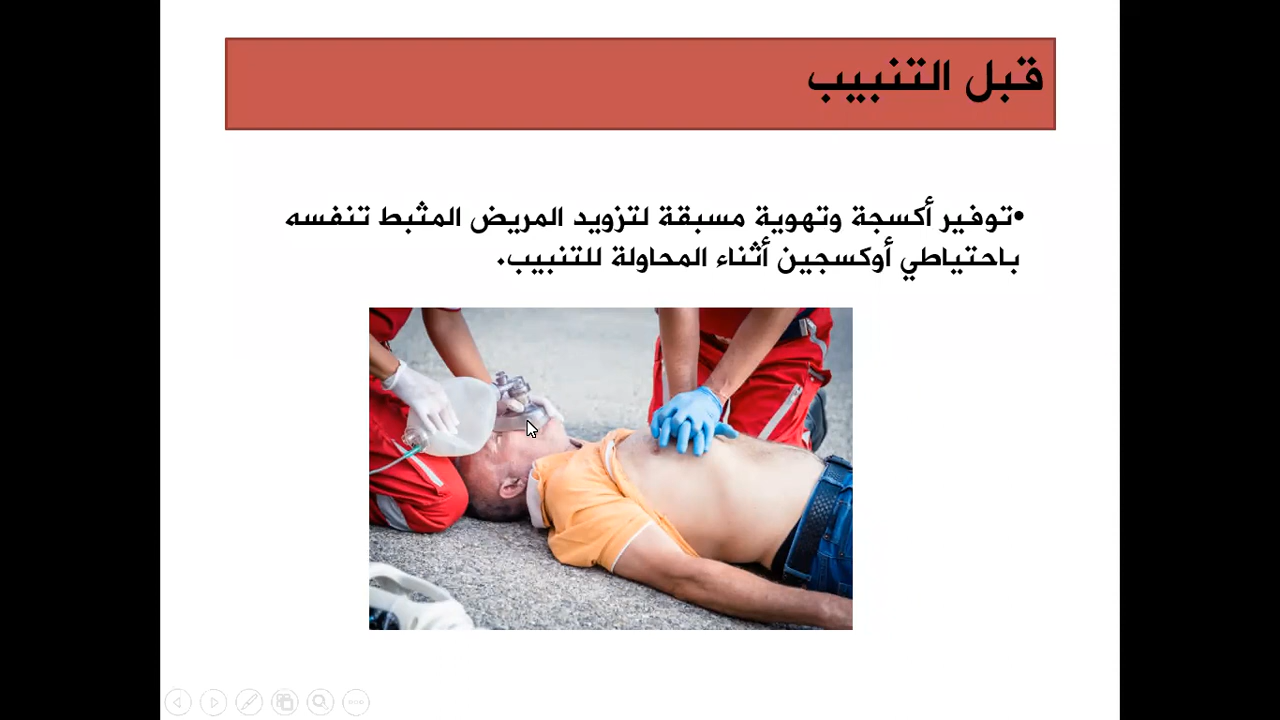 قبل التنبيب
•توفير أكسجة وتهوية مسبقة لتزويد المريض المثبط تنفسه
باحتياطي أوكسجين أثناء المحاولة للتنبيب.